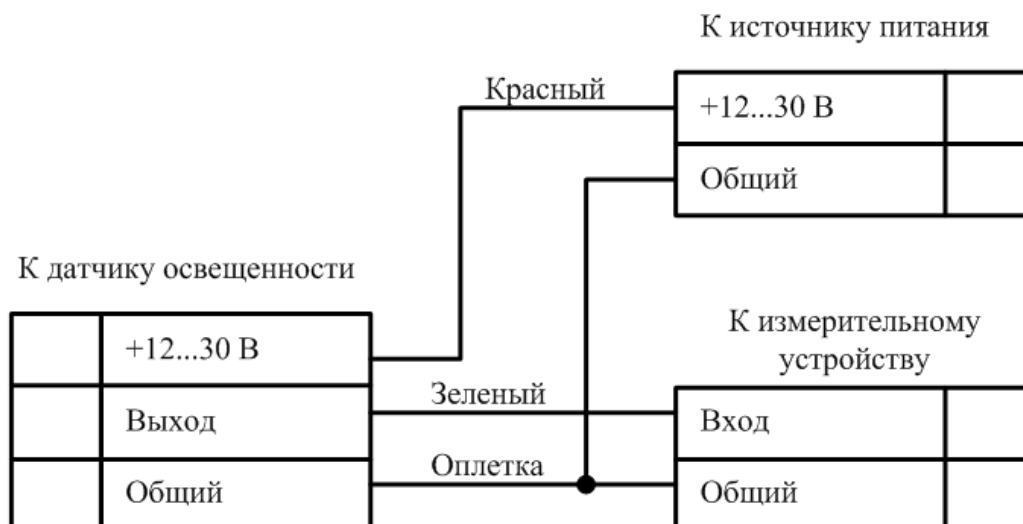 К источнику питания
Красный
+12...30 В
Общий
К датчику освещенности
+12...30 В
Выход
Общий
Зеленый
Оплетка
К измерительному
устройству
Вход
Общий